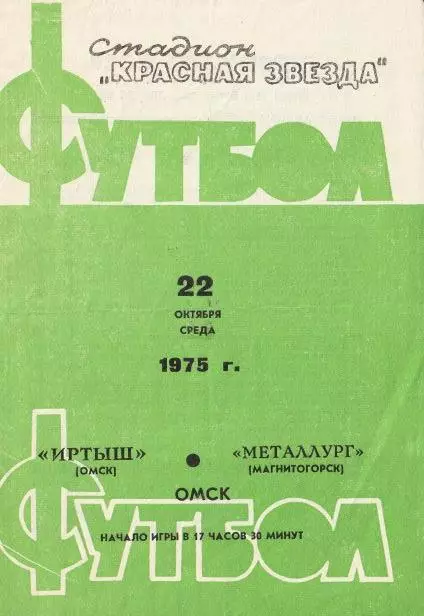 Стадион
„КРАСНАЯ ЗВЕЗДА“
ФУТБОЛ
22
ОКТЯБРЯ
СРЕДА
1975 г.
«ИРТЫШ» ● «МЕТАЛЛУРГ»
(ОМСК) (МАГНИТОГОРСК)
ОМСК
ФУТБОЛ
НАЧАЛО ИГРЫ В 17 ЧАСОВ 30 МИНУТ